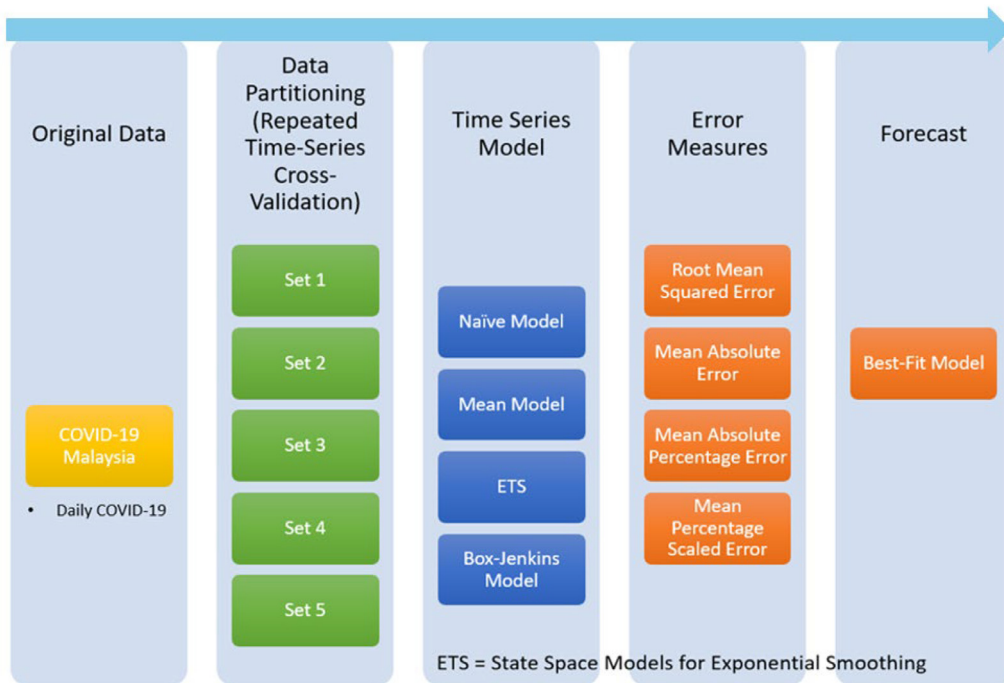 Original Data
COVID-19
Malaysia
• Daily COVID-19
Data
Partitioning
(Repeated
Time-Series
Cross-
Validation)
Set 1
Set 2
Set 3
Set 4
Set 5
Time Series
Model
Naïve Model
Mean Model
ETS
Box-Jenkins
Model
Error
Measures
Root Mean
Squared Error
Mean Absolute
Error
Mean Absolute
Percentage Error
Mean
Percentage
Scaled Error
Forecast
Best-Fit Model
ETS = State Space Models for Exponential Smoothing